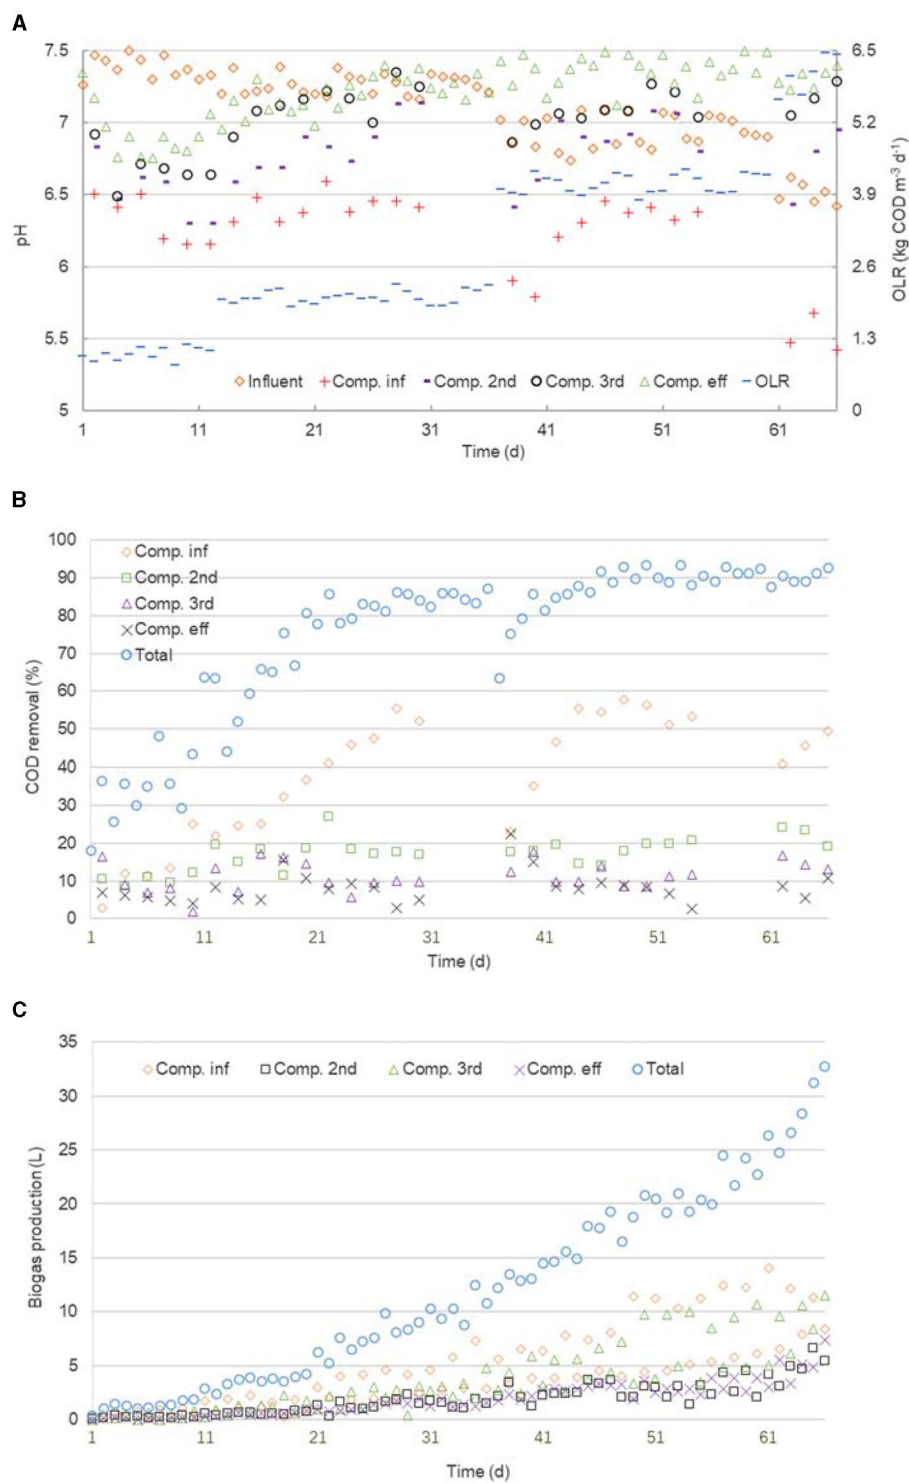 A
7.5 6.5
7 5.2
6.5 3.9
6 2.6
5.5 1.3
5 0
pH
OLR (kg COD m-3 d-1)
Influent Comp. inf Comp. 2nd Comp. 3rd Comp. eff OLR
1 11 21 31 41 51 61
Time (d)
B
100
90
80
70
60
50
40
30
20
10
0
COD removal (%)
Comp. inf
Comp. 2nd
Comp. 3rd
Comp. eff
Total
1 11 21 31 41 51 61
Time (d)
C
35
30
25
20
15
10
5
0
Biogas production (L)
Comp. inf Comp. 2nd Comp. 3rd Comp. eff Total
1 11 21 31 41 51 61
Time (d)